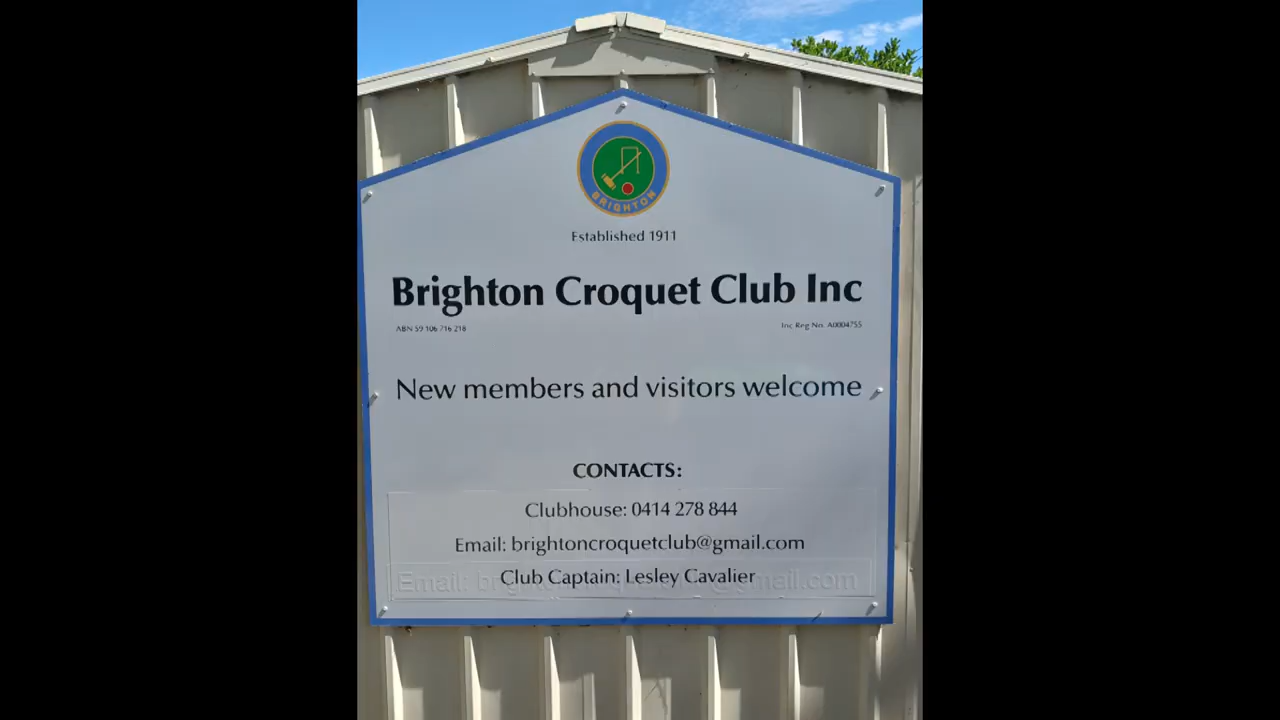 BRIGHTON
Established 1911
Brighton Croquet Club Inc
ABN 59 106 716 218 Inc Reg No. A0004755
New members and visitors welcome
CONTACTS:
Clubhouse: 0414 278 844
Email: brightoncroquetclub@gmail.com
Club Captain: Lesley Cavalier